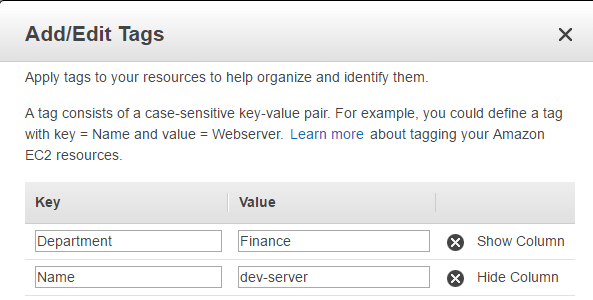 Add/Edit Tags
Apply tags to your resources to help organize and identify them.
A tag consists of a case-sensitive key-value pair. For example, you could define a tag
with key = Name and value = Webserver. Learn more about tagging your Amazon
EC2 resources.
Key Value
Department Finance Show Column
Name dev-server Hide Column